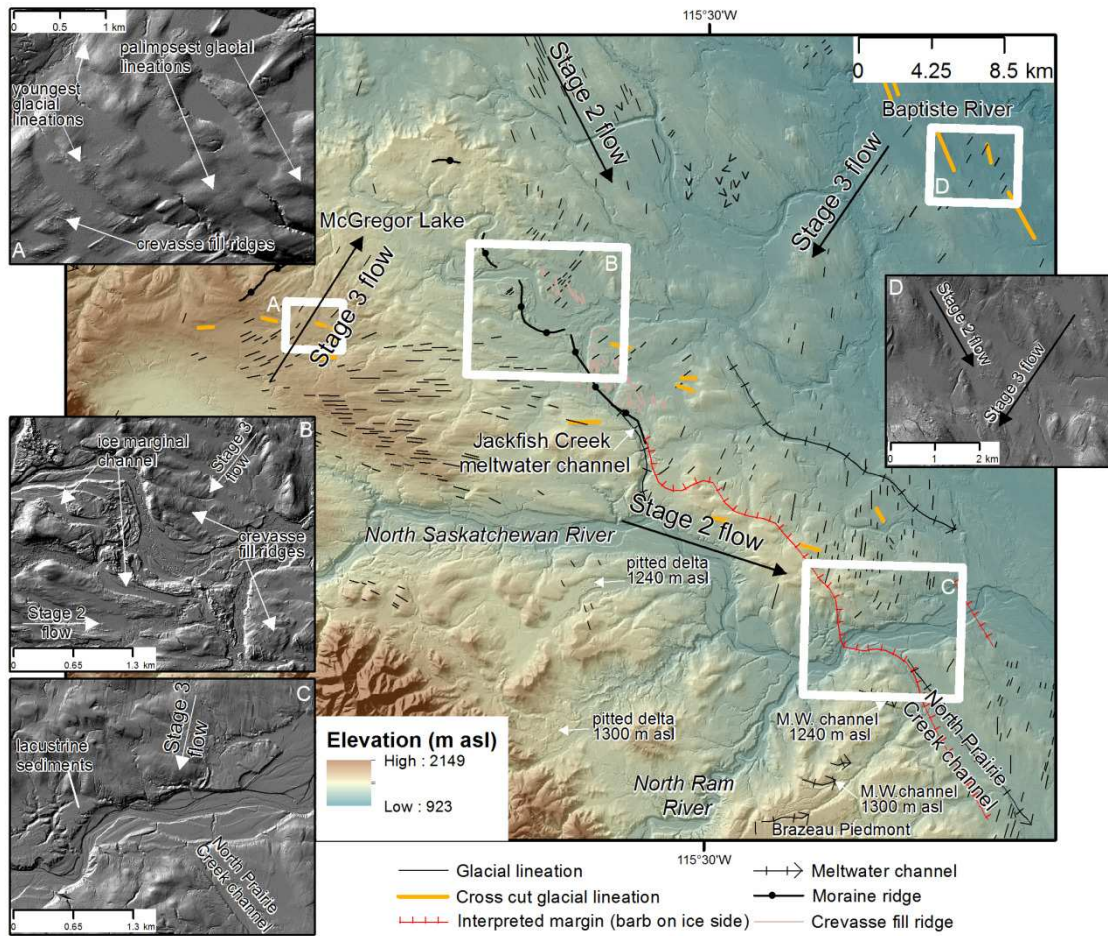 115°30'W
0 0.5 1 km
palimpsest glacial
lineations
youngest
glacial
lineations
crevasse fill ridges
A
Stage 2
flow
0 4.25 8.5 km
Baptiste River
D
Stage 3 flow
McGregor Lake
A
Stage 3 flow
B
Jackfish Creek
meltwater channel
D
Stage 2
flow
Stage 3 flow
0 1 2 km
B
ice marginal
channel
Stage 3
flow
crevasse
fill ridges
Stage 2
flow
0 0.65 1.3 km
North Saskatchewan River
Stage 2 flow
pitted delta
1240 m asl
C
C
Stage 3
flow
lacustrine
sediments
North Prairie
Creek channel
0 0.65 1.3 km
pitted delta
1300 m asl
M.W. channel
1240 m asl
North Prairie
Creek channel
M.W. channel
1300 m asl
North Ram
River
Brazeau Piedmont
Elevation (m asl)
High : 2149
Low : 923
115°30'W
Glacial lineation
Cross cut glacial lineation
Interpreted margin (barb on ice side)
Meltwater channel
Moraine ridge
Crevasse fill ridge